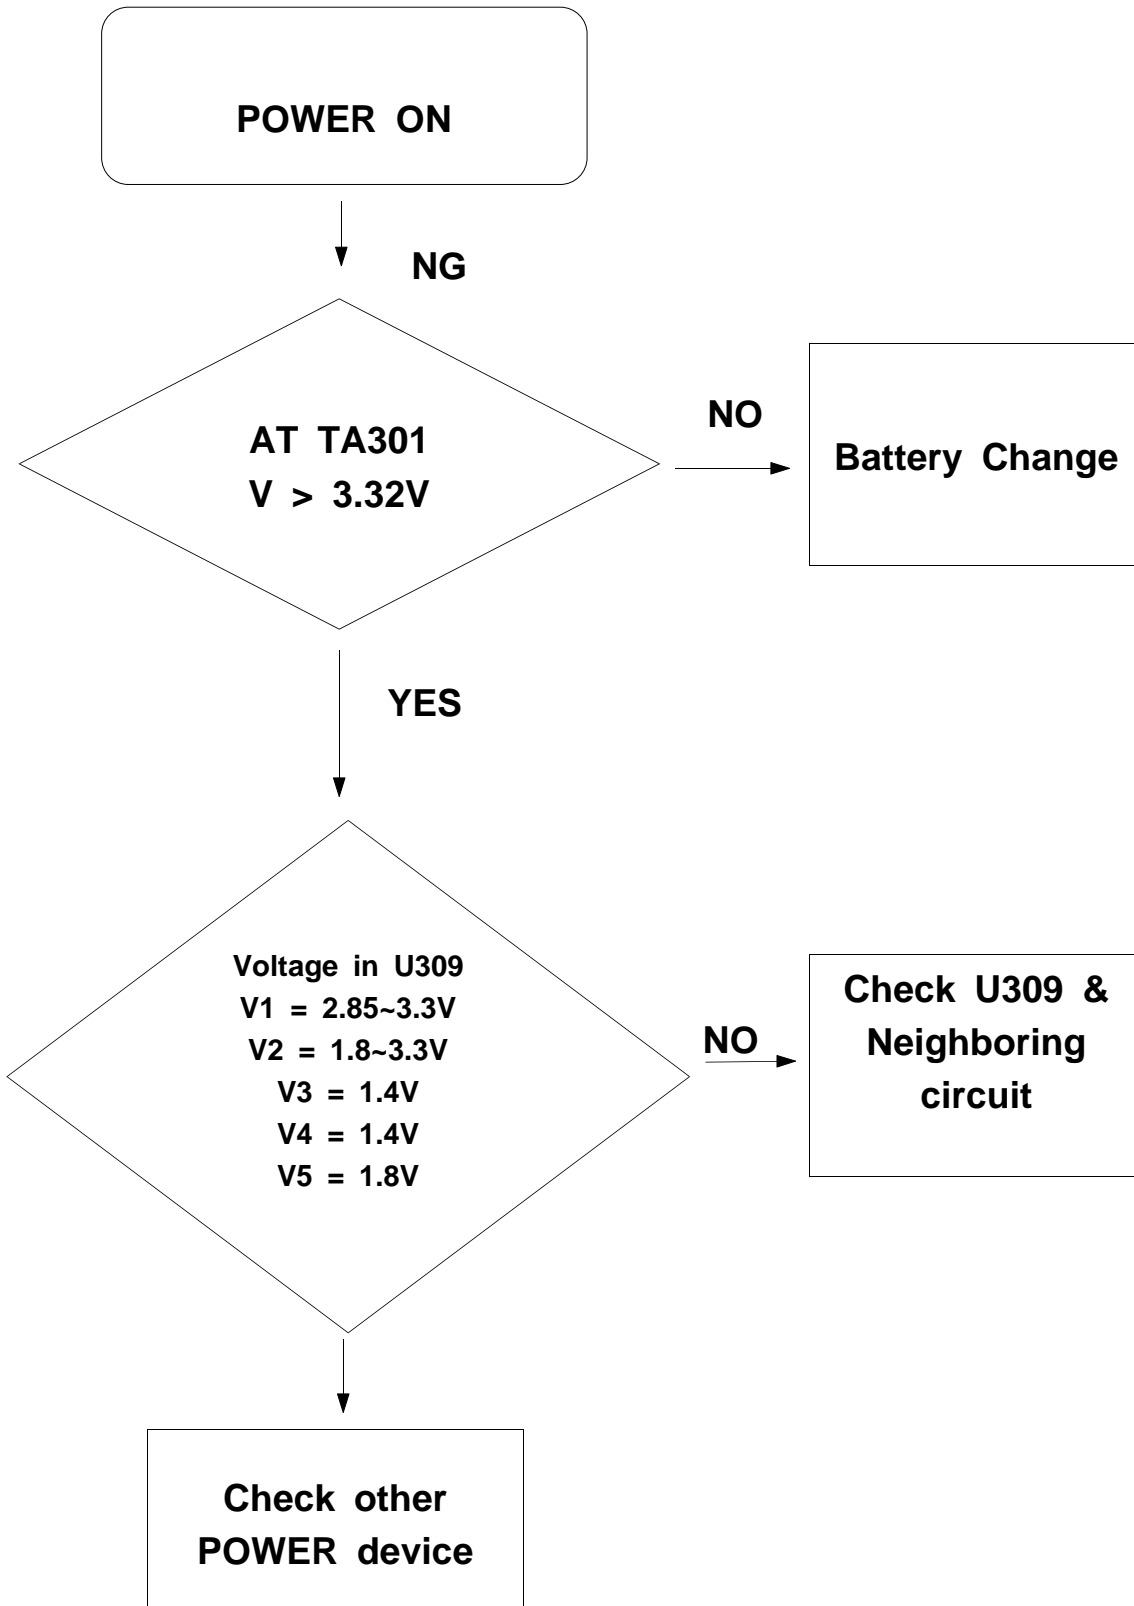 POWER ON
NG
AT TA301
V > 3.32V
NO
Battery Change
YES
Voltage in U309
V1 = 2.85~3.3V
V2 = 1.8~3.3V
V3 = 1.4V
V4 = 1.4V
V5 = 1.8V
NO
Check U309 &
Neighboring
circuit
Check other
POWER device